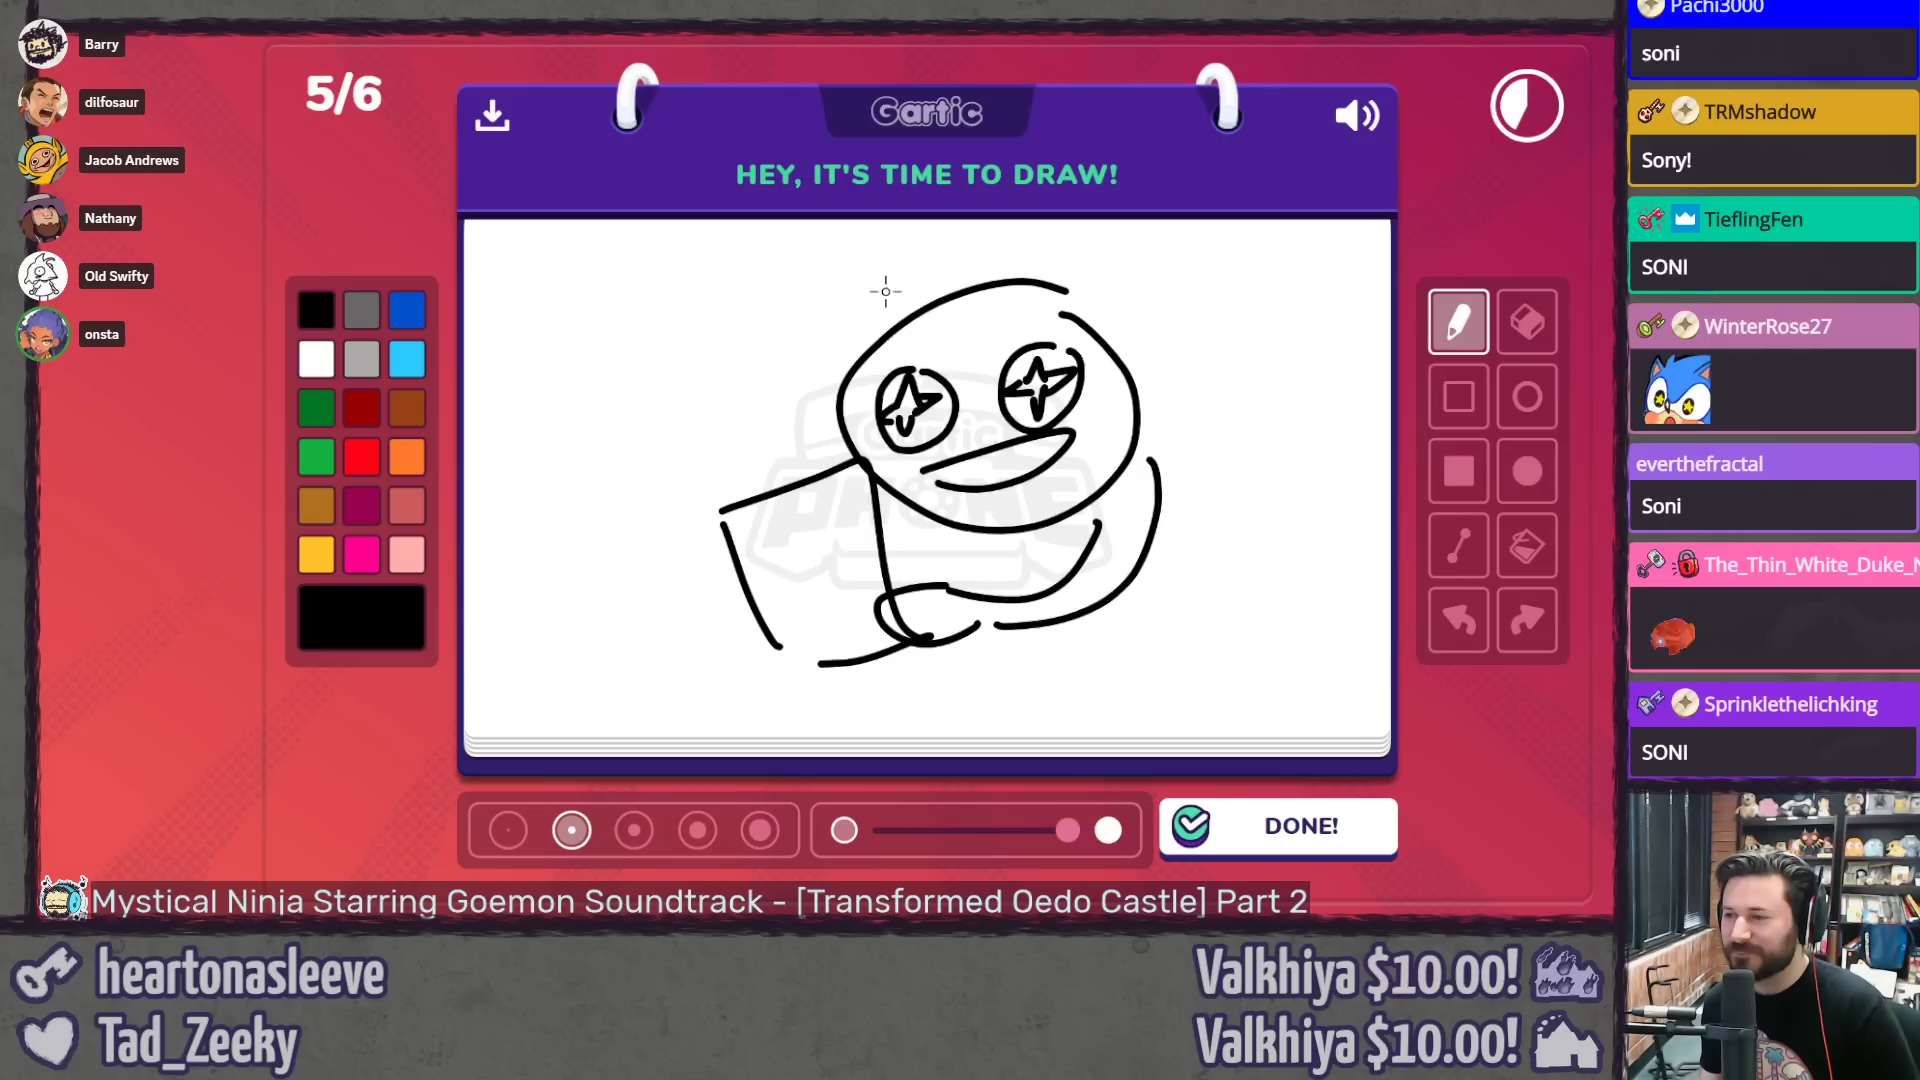 Barry
dilfosaur
Jacob Andrews
Nathany
Old Swifty
onsta
5/6
Gartic
HEY, IT'S TIME TO DRAW!
Gartic
PHONE
DONE!
Mystical Ninja Starring Goemon Soundtrack - [Transformed Oedo Castle] Part 2
heartonasleeve
Tad_Zeeky
Valkhiya $10.00!
Valkhiya $10.00!
Pachi3000
soni
TRMshadow
Sony!
TieflingFen
SONI
WinterRose27
everthefractal
Soni
The_Thin_White_Duke_
Sprinklethelichking
SONI